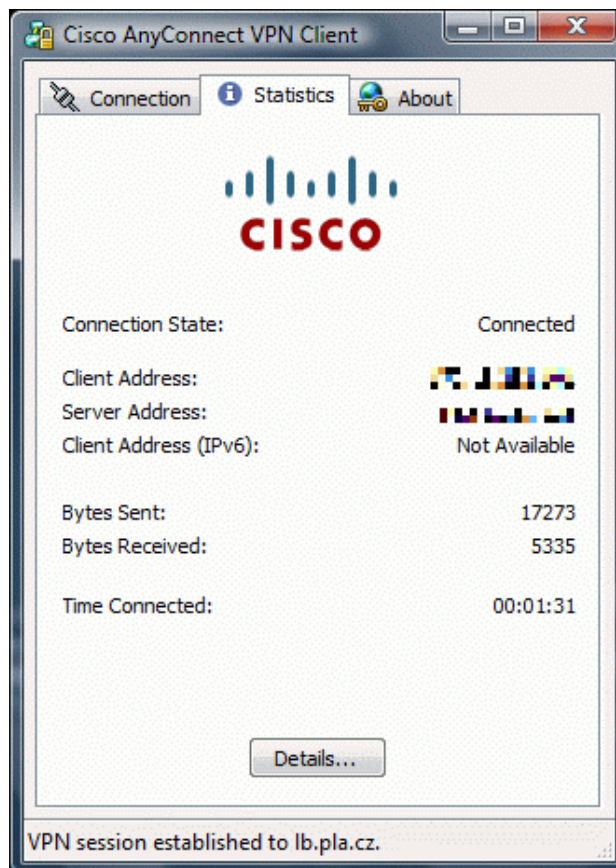 Cisco AnyConnect VPN Client
Connection Statistics About
CISCO
Connection State: Connected
Client Address:
Server Address:
Client Address (IPv6): Not Available
Bytes Sent: 17273
Bytes Received: 5335
Time Connected: 00:01:31
Details...
VPN session established to lb.pla.cz.